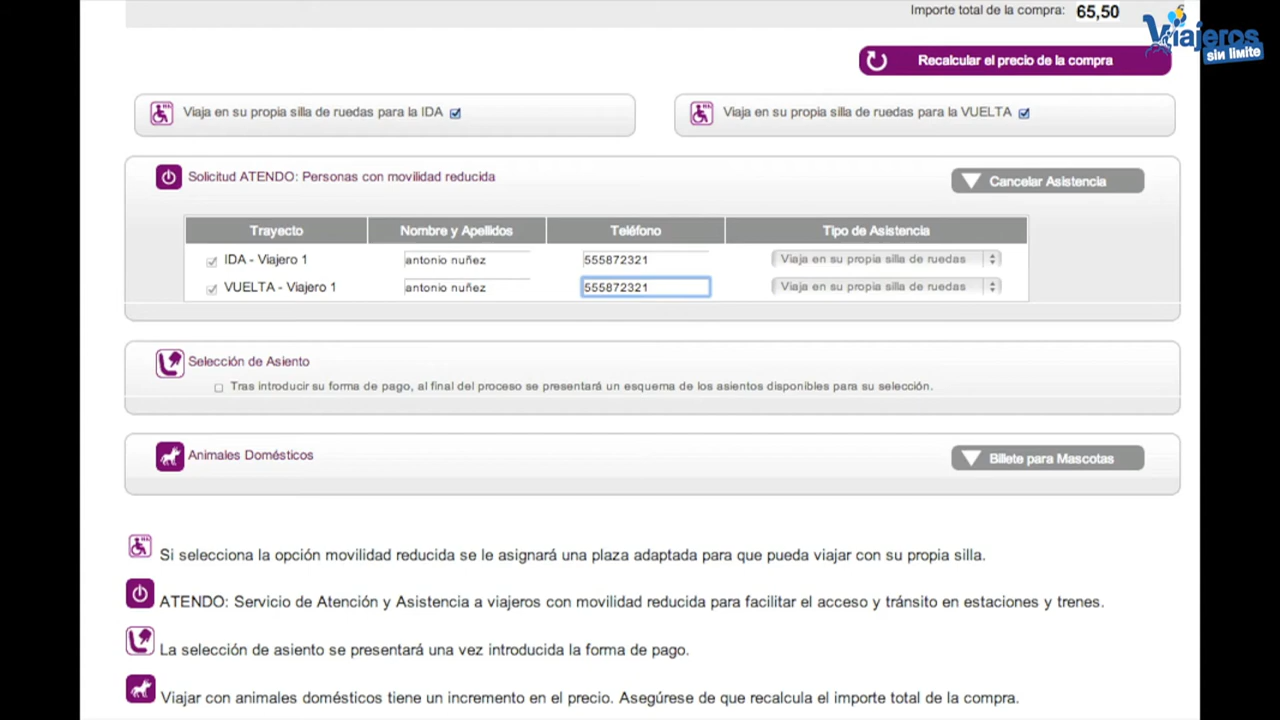 Importe total de la compra: 65,50
Viajeros
sin límite
Recalcular el precio de la compra
Viaja en su propia silla de ruedas para la IDA
Viaja en su propia silla de ruedas para la VUELTA
Solicitud ATENDO: Personas con movilidad reducida
Cancelar Asistencia
Trayecto Nombre y Apellidos Teléfono Tipo de Asistencia
IDA - Viajero 1 antonio nuñez 555872321 Viaja en su propia silla de ruedas
VUELTA - Viajero 1 antonio nuñez 555872321 Viaja en su propia silla de ruedas
Selección de Asiento
Tras introducir su forma de pago, al final del proceso se presentará un esquema de los asientos disponibles para su selección.
Animales Domésticos
Billete para Mascotas
Si selecciona la opción movilidad reducida se le asignará una plaza adaptada para que pueda viajar con su propia silla.
ATENDO: Servicio de Atención y Asistencia a viajeros con movilidad reducida para facilitar el acceso y tránsito en estaciones y trenes.
La selección de asiento se presentará una vez introducida la forma de pago.
Viajar con animales domésticos tiene un incremento en el precio. Asegúrese de que recalcula el importe total de la compra.